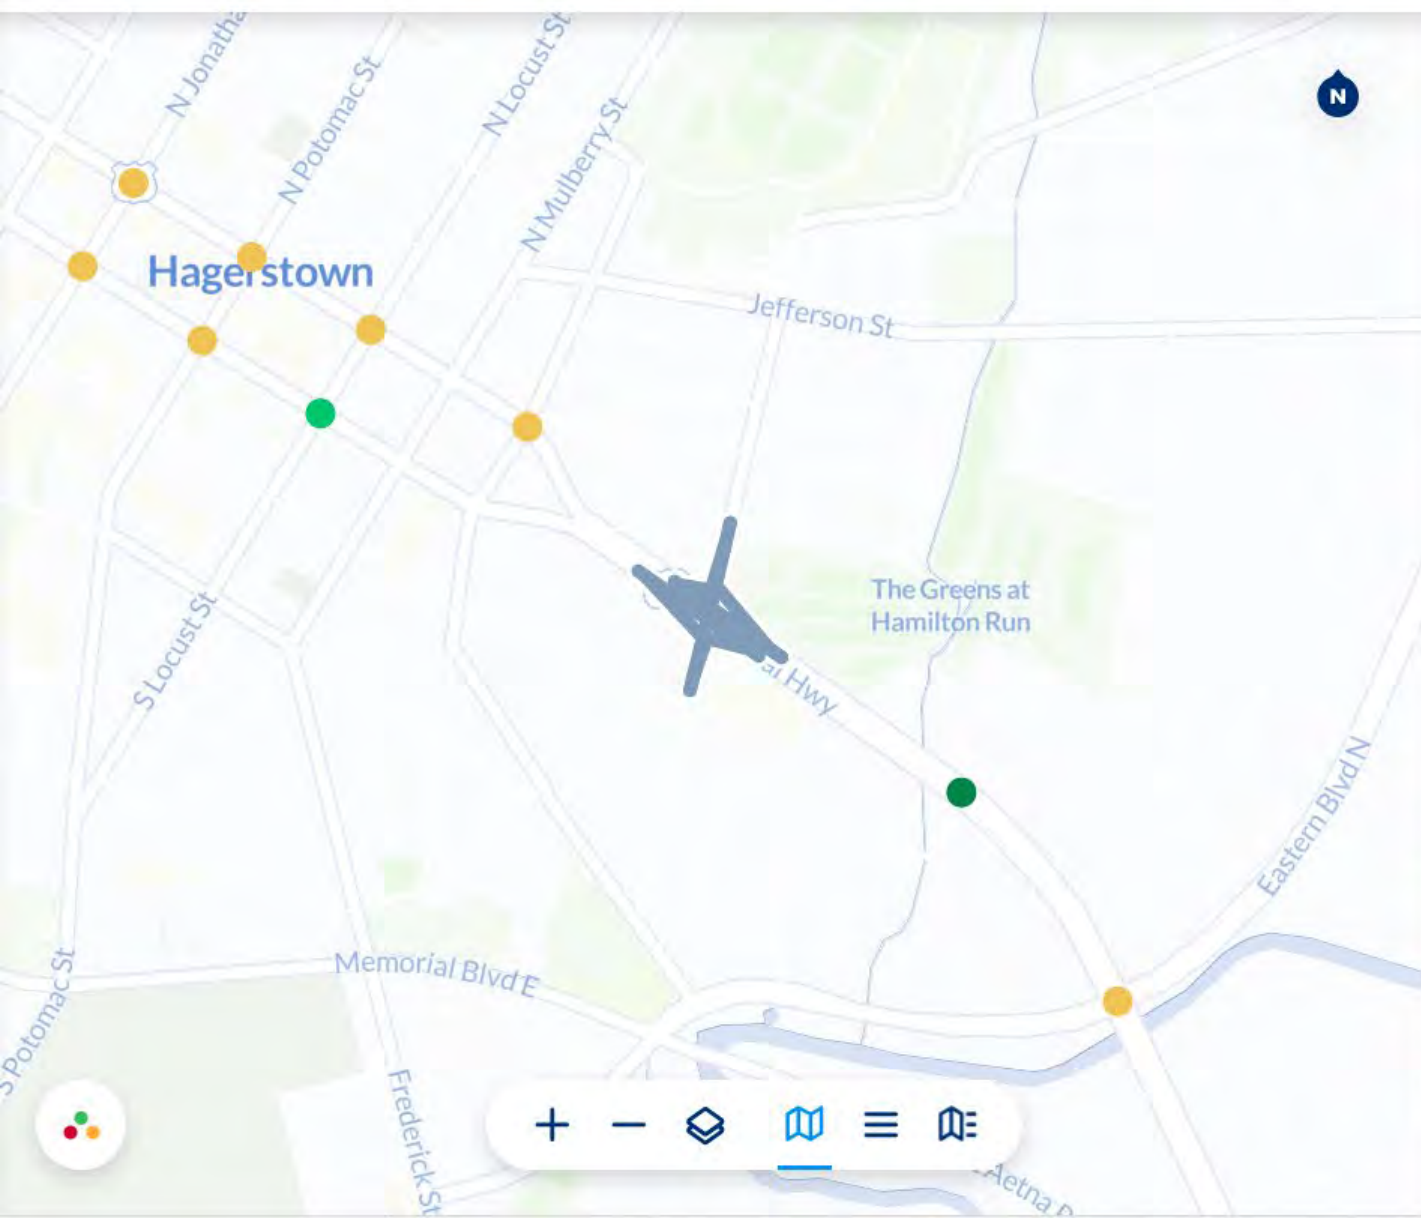 N Jonatha
N Potomac St
N Locust St
N Mulberry St
N
Hagerstown
Jefferson St
The Greens at
Hamilton Run
S Locust St
al Hwy
Eastern Blvd N
Memorial Blvd E
S Potomac St
Frederick St
Aetna